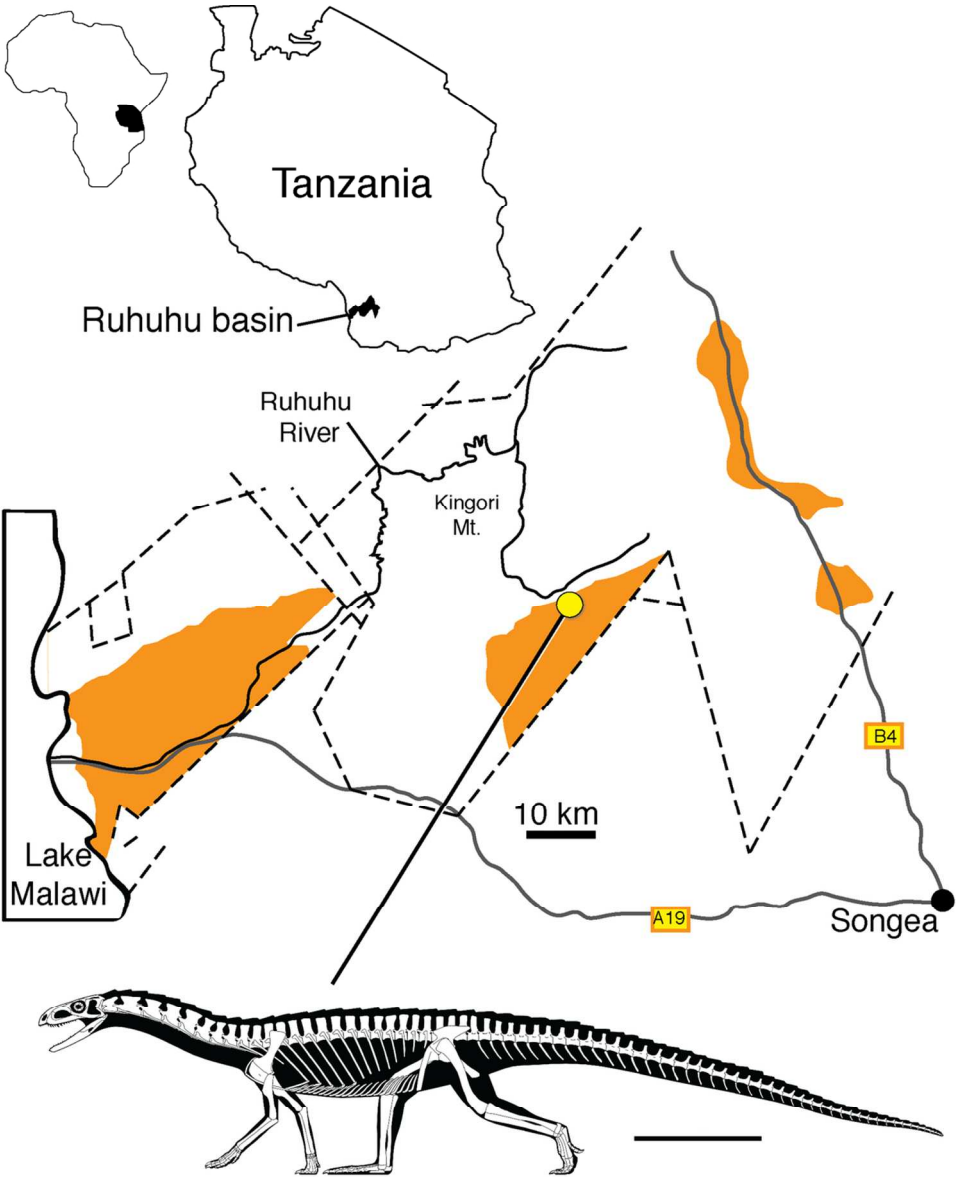 Tanzania
Ruhuhu basin
Ruhuhu
River
Kingori
Mt.
B4
10 km
Lake
Malawi
A19
Songea